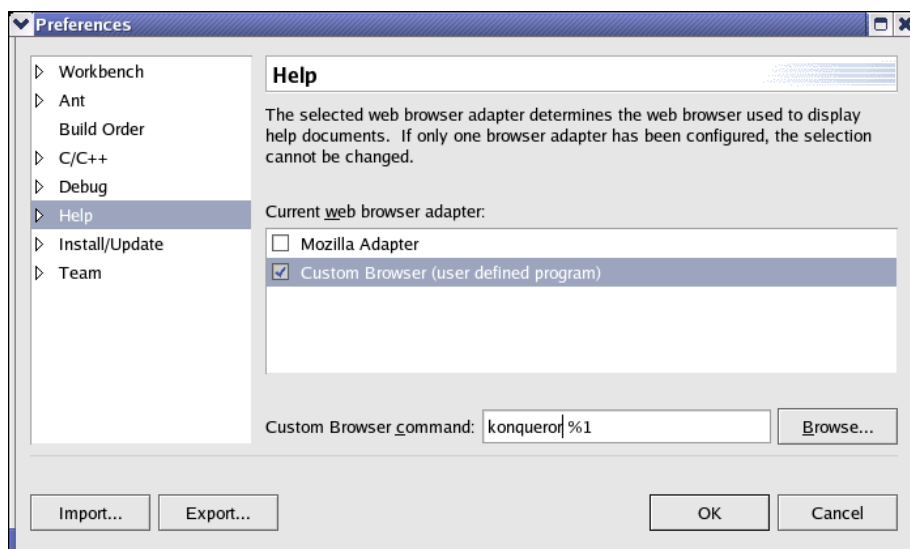 Preferences
Workbench
Ant
Build Order
C/C++
Debug
Help
Install/Update
Team
Help
The selected web browser adapter determines the web browser used to display
help documents.  If only one browser adapter has been configured, the selection
cannot be changed.
Current web browser adapter:
Mozilla Adapter
Custom Browser (user defined program)
Custom Browser command: konqueror %1 Browse...
Import... Export... OK Cancel